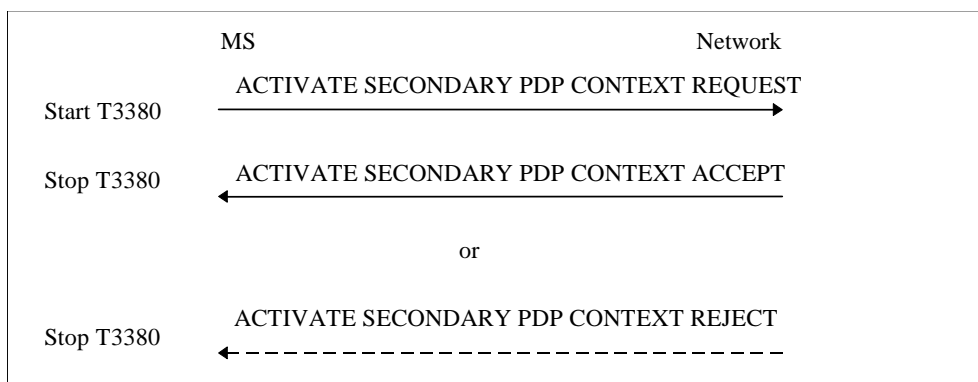 MS Network
ACTIVATE SECONDARY PDP CONTEXT REQUEST
Start T3380
ACTIVATE SECONDARY PDP CONTEXT ACCEPT
Stop T3380
or
ACTIVATE SECONDARY PDP CONTEXT REJECT
Stop T3380